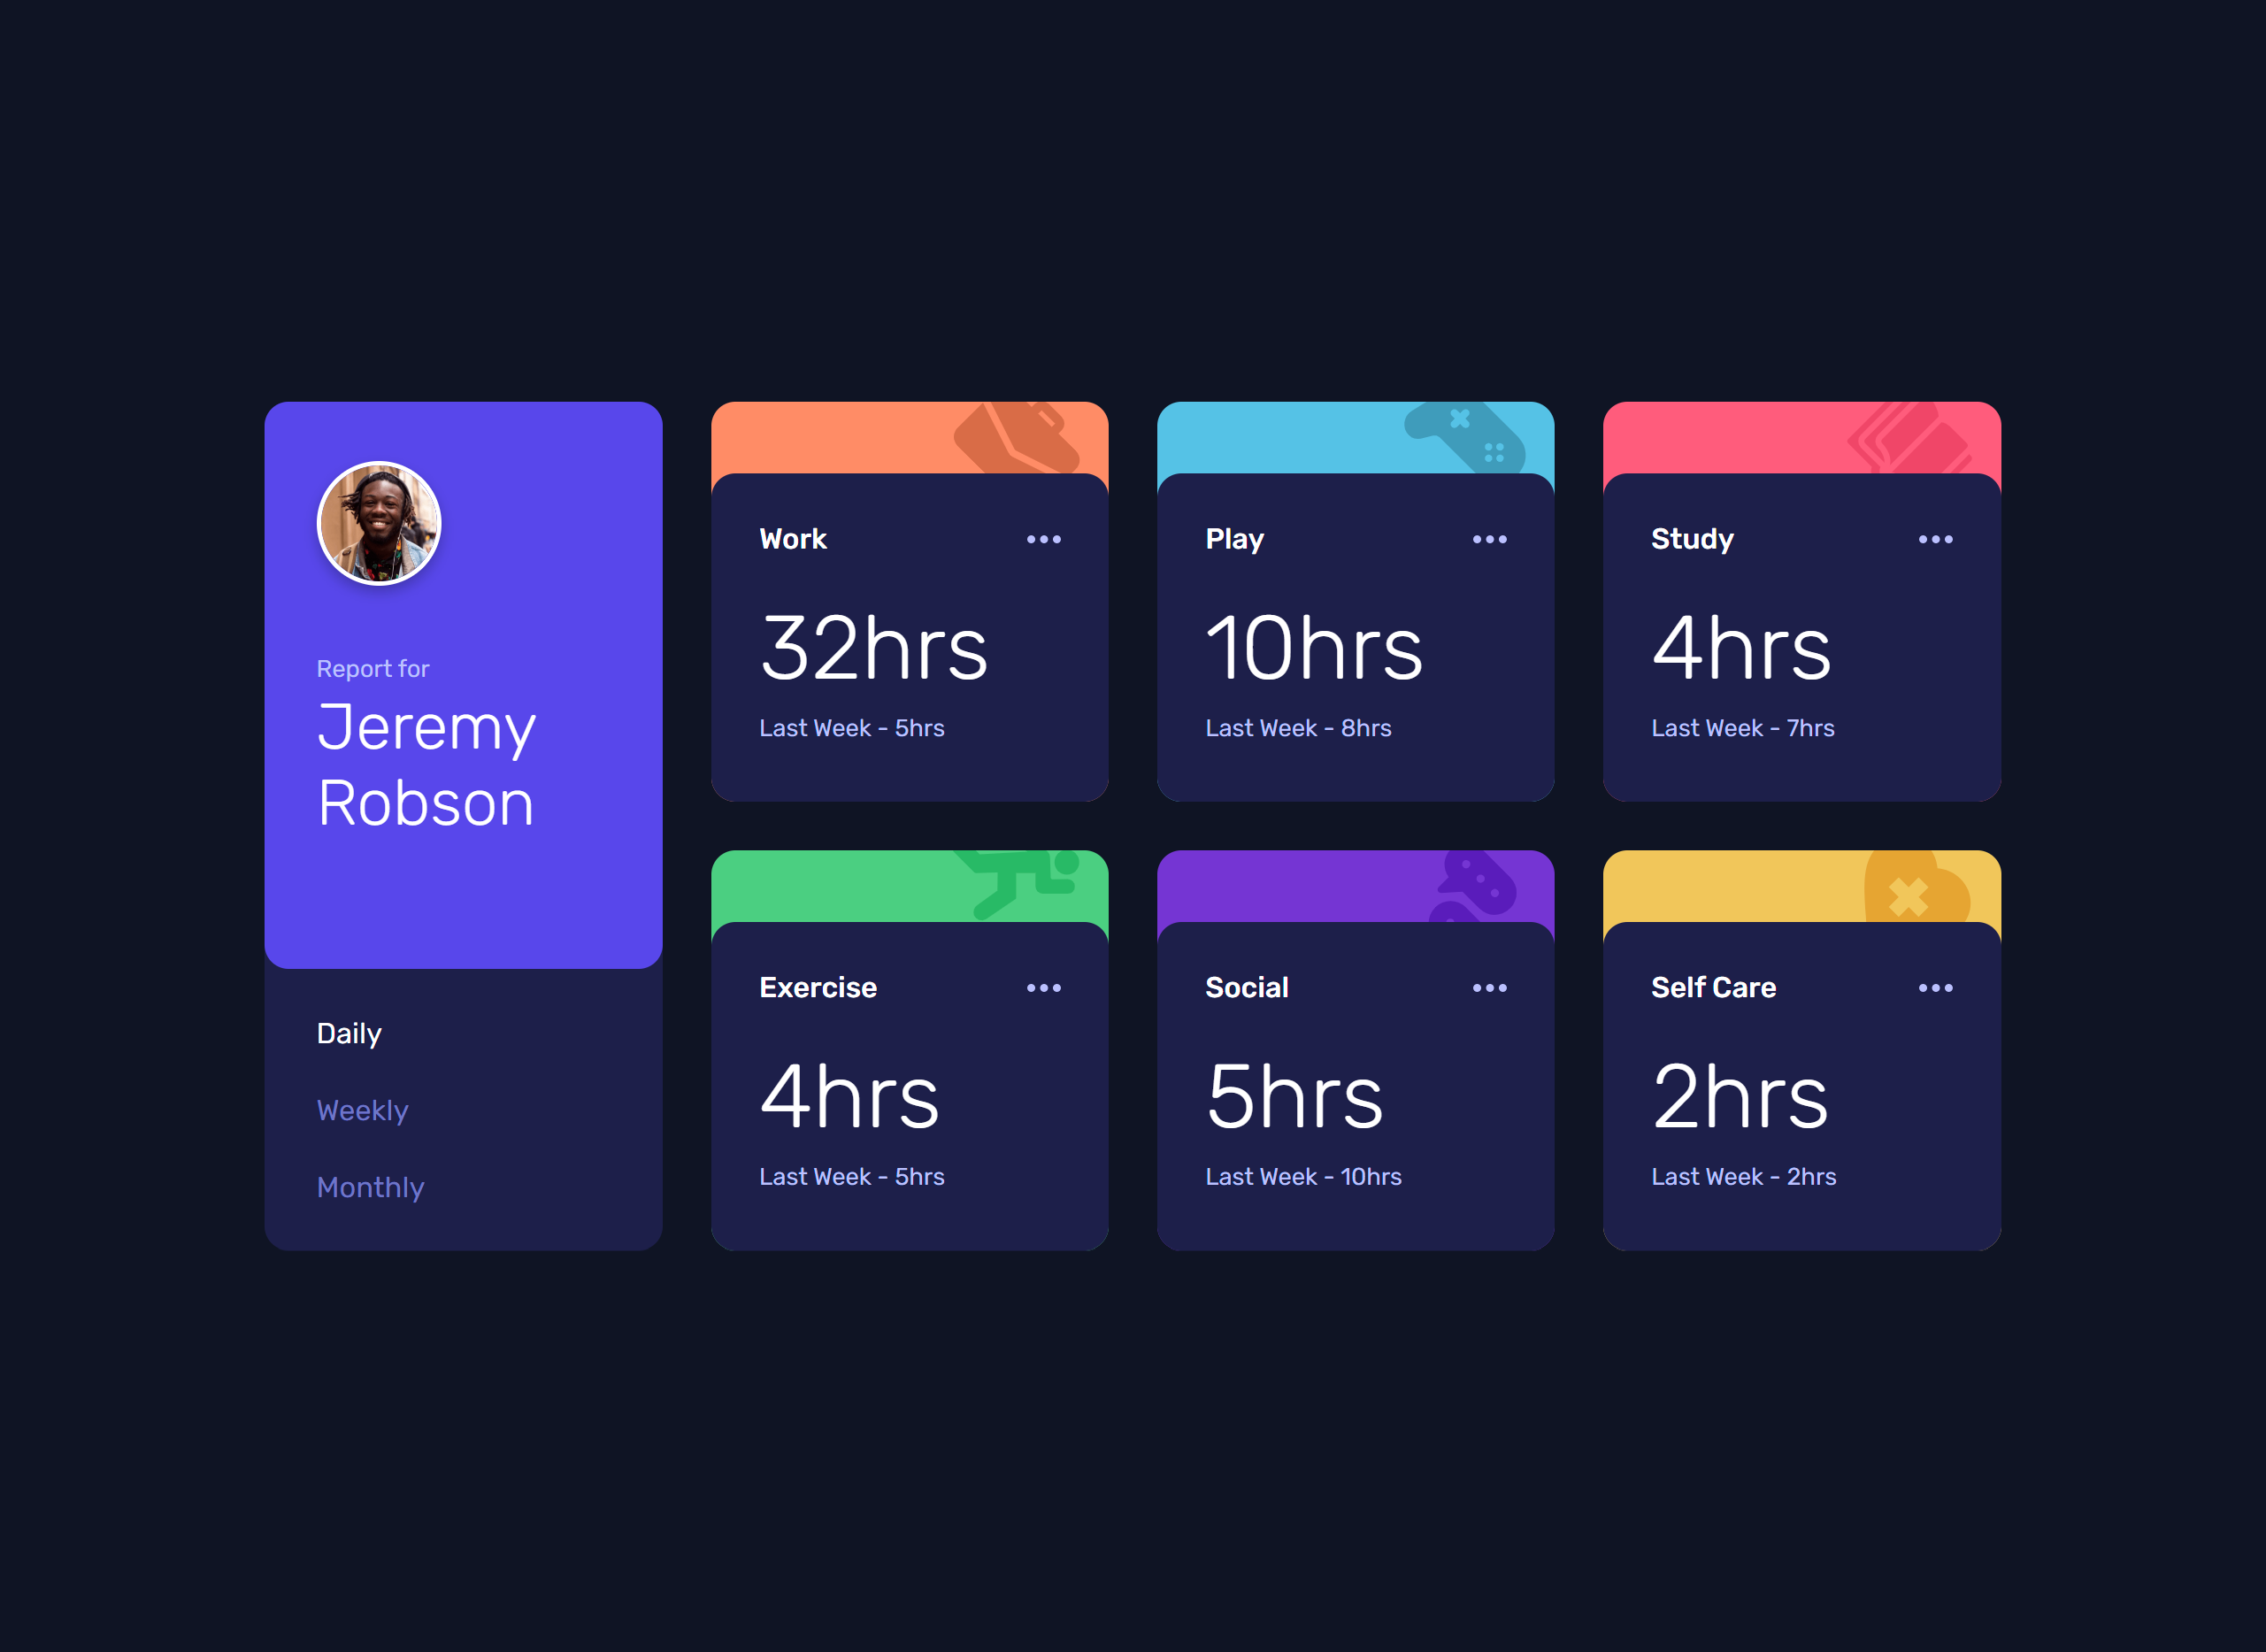 Report for
Jeremy
Robson
Daily
Weekly
Monthly
Work
32hrs
Last Week - 5hrs
Play
10hrs
Last Week - 8hrs
Study
4hrs
Last Week - 7hrs
Exercise
4hrs
Last Week - 5hrs
Social
5hrs
Last Week - 10hrs
Self Care
2hrs
Last Week - 2hrs